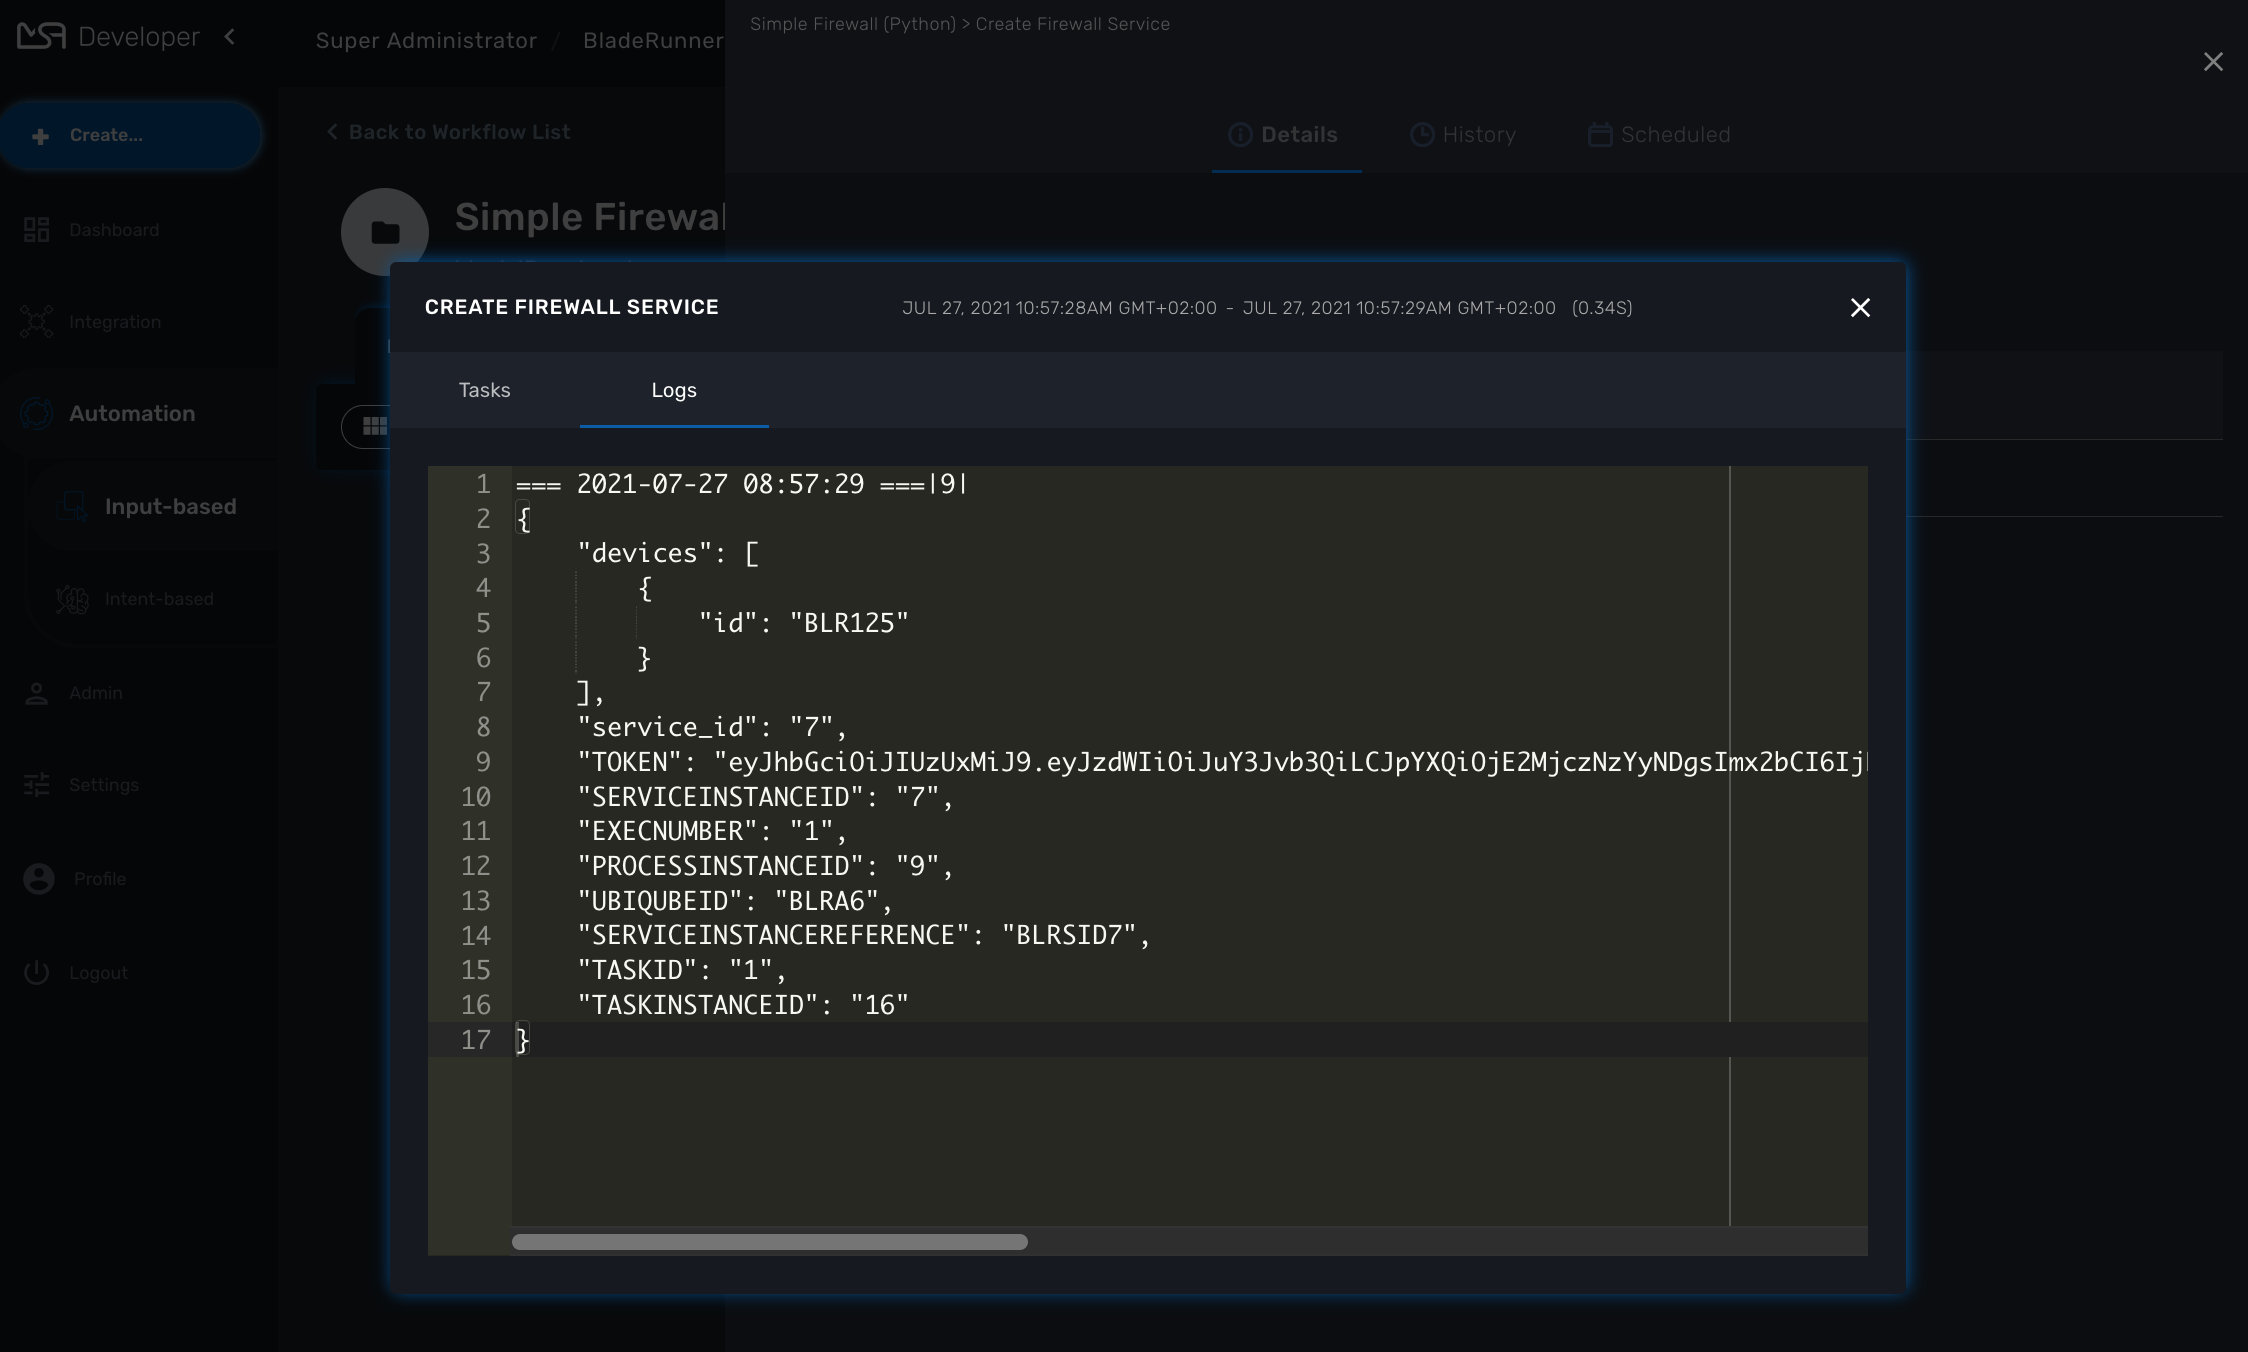 MSA Developer
Super Administrator / BladeRunner
Simple Firewall (Python) > Create Firewall Service
Create...
Back to Workflow List
Details
History
Scheduled
Simple Firewal
Dashboard
Integration
Automation
Input-based
Intent-based
Admin
Settings
Profile
Logout
CREATE FIREWALL SERVICE
JUL 27, 2021 10:57:28AM GMT+02:00 - JUL 27, 2021 10:57:29AM GMT+02:00 (0.34S)
Tasks
Logs
1 === 2021-07-27 08:57:29 ===|9|
2 {
3 "devices": [
4 {
5 "id": "BLR125"
6 }
7 ],
8 "service_id": "7",
9 "TOKEN": "eyJhbGciOiJIUzUxMiJ9.eyJzdWIiOiJuY3Jvb3QiLCJpYXQiOjE2MjczNzYyNDgsImx2bCI6Ij
10 "SERVICEINSTANCEID": "7",
11 "EXECNUMBER": "1",
12 "PROCESSINSTANCEID": "9",
13 "UBIQUBEID": "BLRA6",
14 "SERVICEINSTANCEREFERENCE": "BLRSID7",
15 "TASKID": "1",
16 "TASKINSTANCEID": "16"
17 }